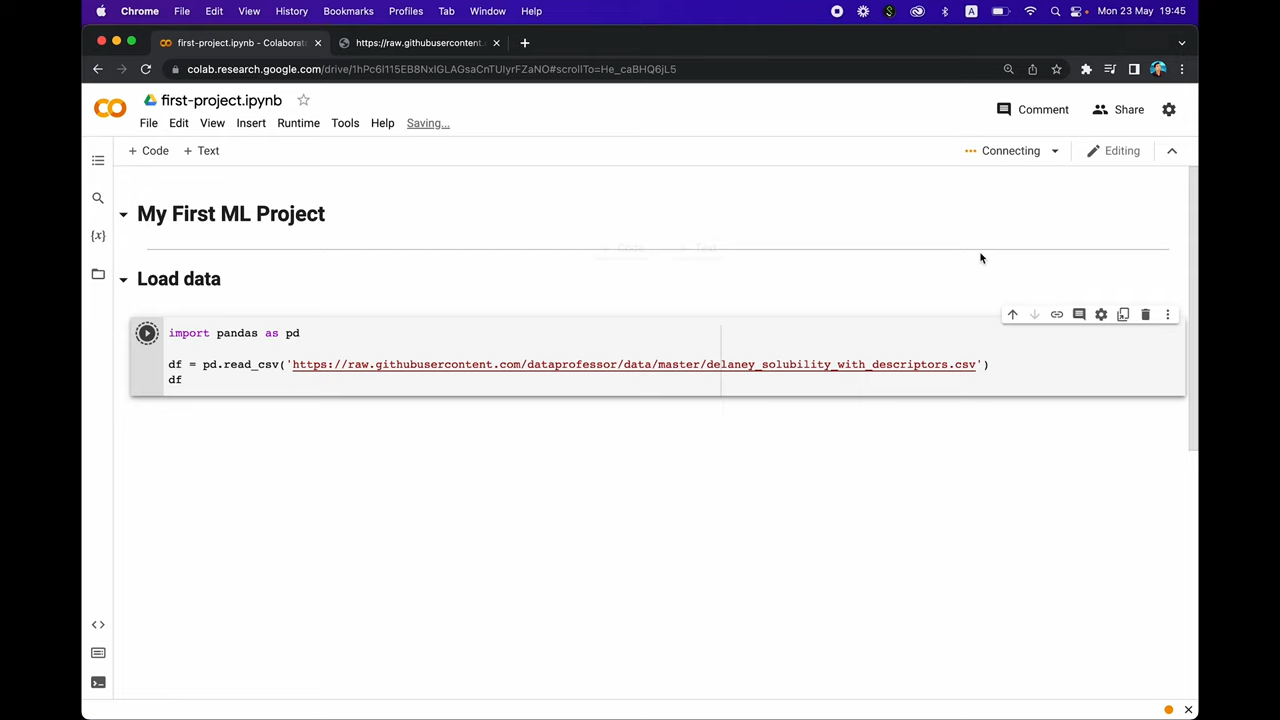 Chrome File Edit View History Bookmarks Profiles Tab Window Help
A Mon 23 May 19:45
first-project.ipynb - Colaborat
https://raw.githubusercontent.
colab.research.google.com/drive/1hPc6I115EB8NxIGLAGsaCnTUIyrFZaNO#scrollTo=He_caBHQ6jL5
CO first-project.ipynb
Comment Share
File Edit View Insert Runtime Tools Help Saving...
+ Code + Text
Connecting Editing
My First ML Project
+ Code + Text
Load data
{x}
import pandas as pd
df = pd.read_csv('https://raw.githubusercontent.com/dataprofessor/data/master/delaney_solubility_with_descriptors.csv')
df